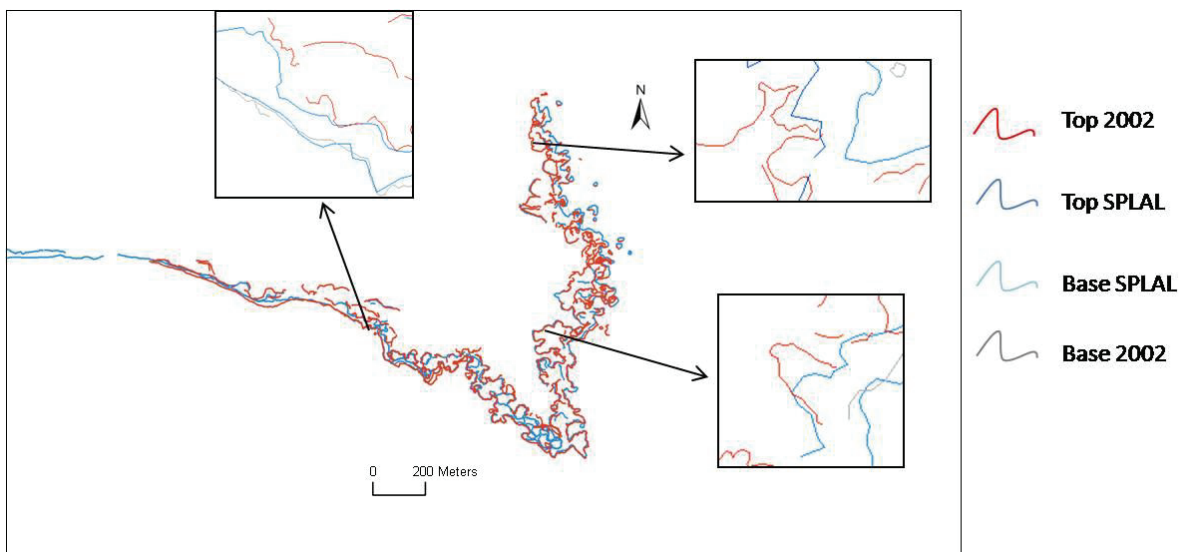 N
Top 2002
Top SPLAL
Base SPLAL
Base 2002
0 200 Meters